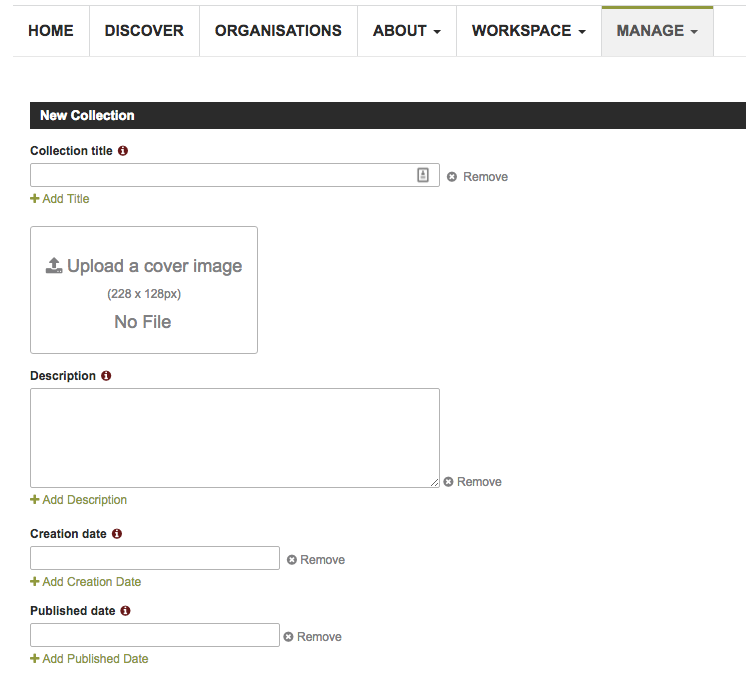 HOME DISCOVER ORGANISATIONS ABOUT WORKSPACE MANAGE
New Collection
Collection title
Remove
Add Title
Upload a cover image
(228 x 128px)
No File
Description
Remove
Add Description
Creation date
Remove
Add Creation Date
Published date
Remove
Add Published Date